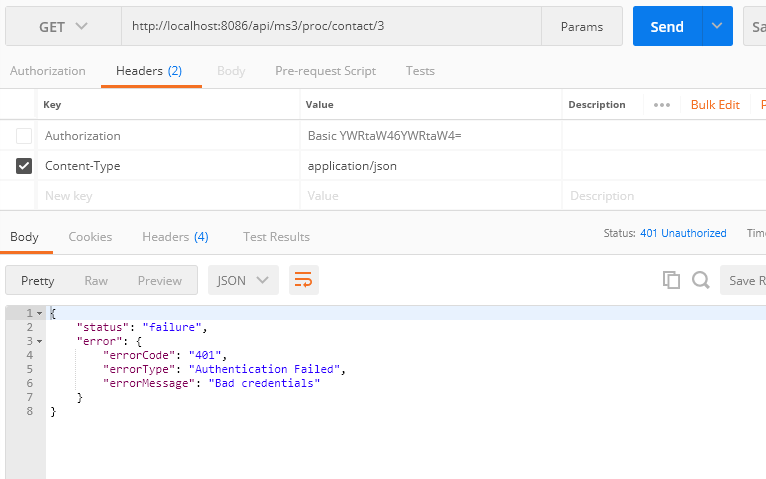 GET http://localhost:8086/api/ms3/proc/contact/3 Params Send
Authorization Headers (2) Body Pre-request Script Tests
Key Value Description Bulk Edit
Authorization Basic YWRtaW46YWRtaW4=
Content-Type application/json
New key Value Description
Body Cookies Headers (4) Test Results Status: 401 Unauthorized
Pretty Raw Preview JSON Save R
1 {
2 "status": "failure",
3 "error": {
4 "errorCode": "401",
5 "errorType": "Authentication Failed",
6 "errorMessage": "Bad credentials"
7 }
8 }